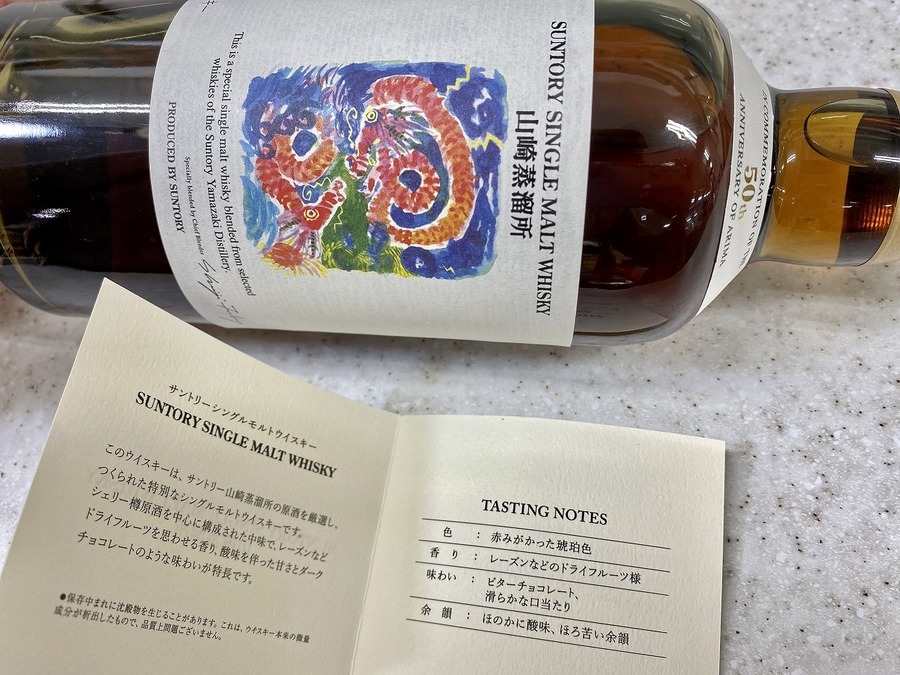 SUNTORY SINGLE MALT WHISKY
山崎蒸溜所
This is a special single malt whisky blended from selected
whiskies of the Suntory Yamazaki Distillery.
Specially blended by Chief Blender
PRODUCED BY SUNTORY
COMMEMORATION OF THE
50th
ANNIVERSARY OF ARIMA
サントリーシングルモルトウイスキー
SUNTORY SINGLE MALT WHISKY
このウイスキーは、サントリー山崎蒸溜所の原酒を厳選し、
つくられた特別なシングルモルトウイスキーです。
シェリー樽原酒を中心に構成された中味で、レーズンなど
ドライフルーツを思わせる香り、酸味を伴った甘さとダーク
チョコレートのような味わいが特長です。
●保存中まれに沈殿物を生じることがあります。これは、ウイスキー本来の微量
成分が析出したもので、品質上問題ございません。
TASTING NOTES
色 : 赤みがかった琥珀色
香り : レーズンなどのドライフルーツ様
味わい : ビターチョコレート、
滑らかな口当たり
余韻 : ほのかに酸味、ほろ苦い余韻